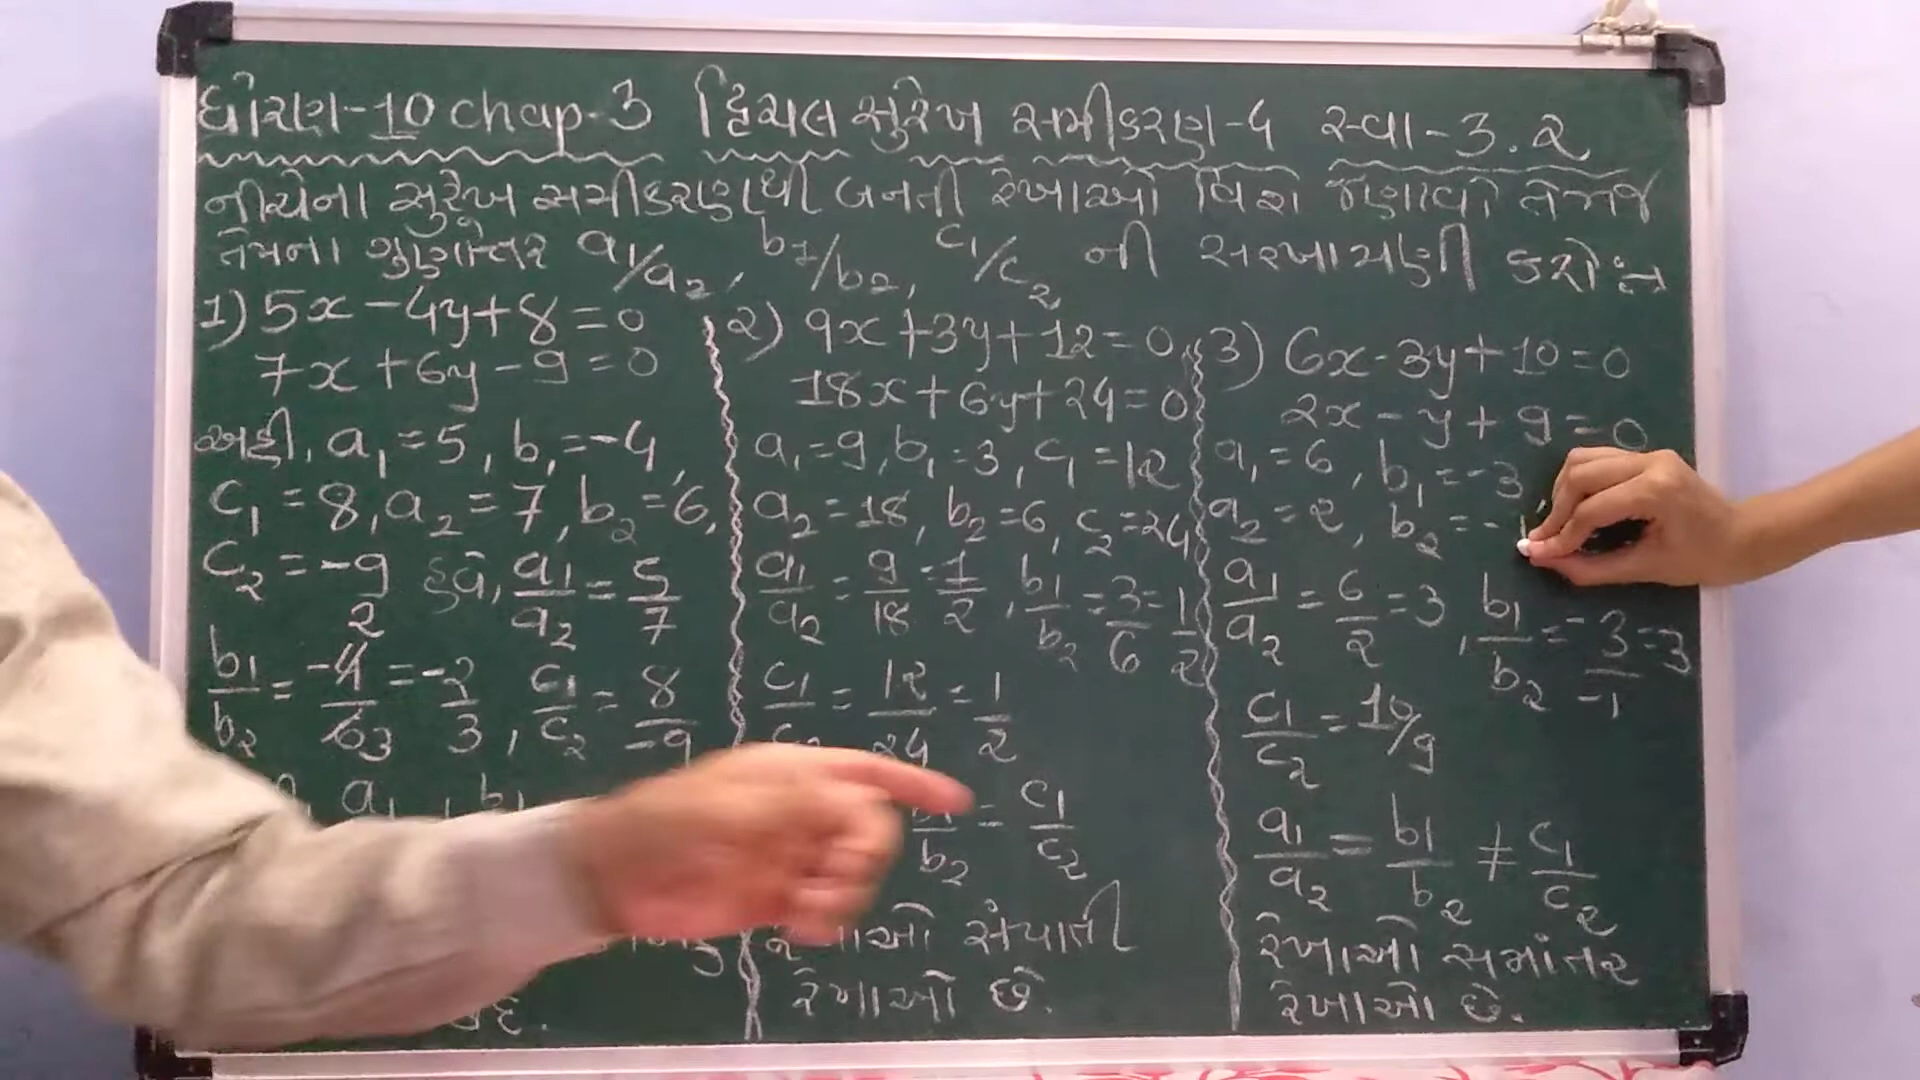 ધોરણ-10 chap-3 દ્વિચલ સુરેખ સમીકરણ-4 સ્વા-3.2
નીચેના સુરેખ સમીકરણથી બનતી રેખાઓ વિશે જણાવો તેમજ
તેમના ગુણોત્તર a1/a2, b1/b2, c1/c2 ની સરખામણી કરો :-
1) 5x - 4y + 8 = 0
7x + 6y - 9 = 0
અહીં, a1 = 5, b1 = -4,
c1 = 8, a2 = 7, b2 = 6,
c2 = -9 હવે, a1/a2 = 5/7
b1/b2 = -4/6 = -2/3, c1/c2 = 8/-9
a1 b1
2) 9x + 3y + 12 = 0
18x + 6y + 24 = 0
a1 = 9, b1 = 3, c1 = 12
a2 = 18, b2 = 6, c2 = 24
a1/a2 = 9/18 = 1/2, b1/b2 = 3/6 = 1/2
c1/c2 = 12/24 = 1/2
b1/b2 = c1/c2
રેખાઓ સંપાતી
રેખાઓ છે.
3) 6x - 3y + 10 = 0
2x - y + 9 = 0
a1 = 6, b1 = -3,
a2 = 2, b2 = -1
a1/a2 = 6/2 = 3, b1/b2 = -3/-1 = 3
c1/c2 = 10/9
a1/a2 = b1/b2 ≠ c1/c2
રેખાઓ સમાંતર
રેખાઓ છે.